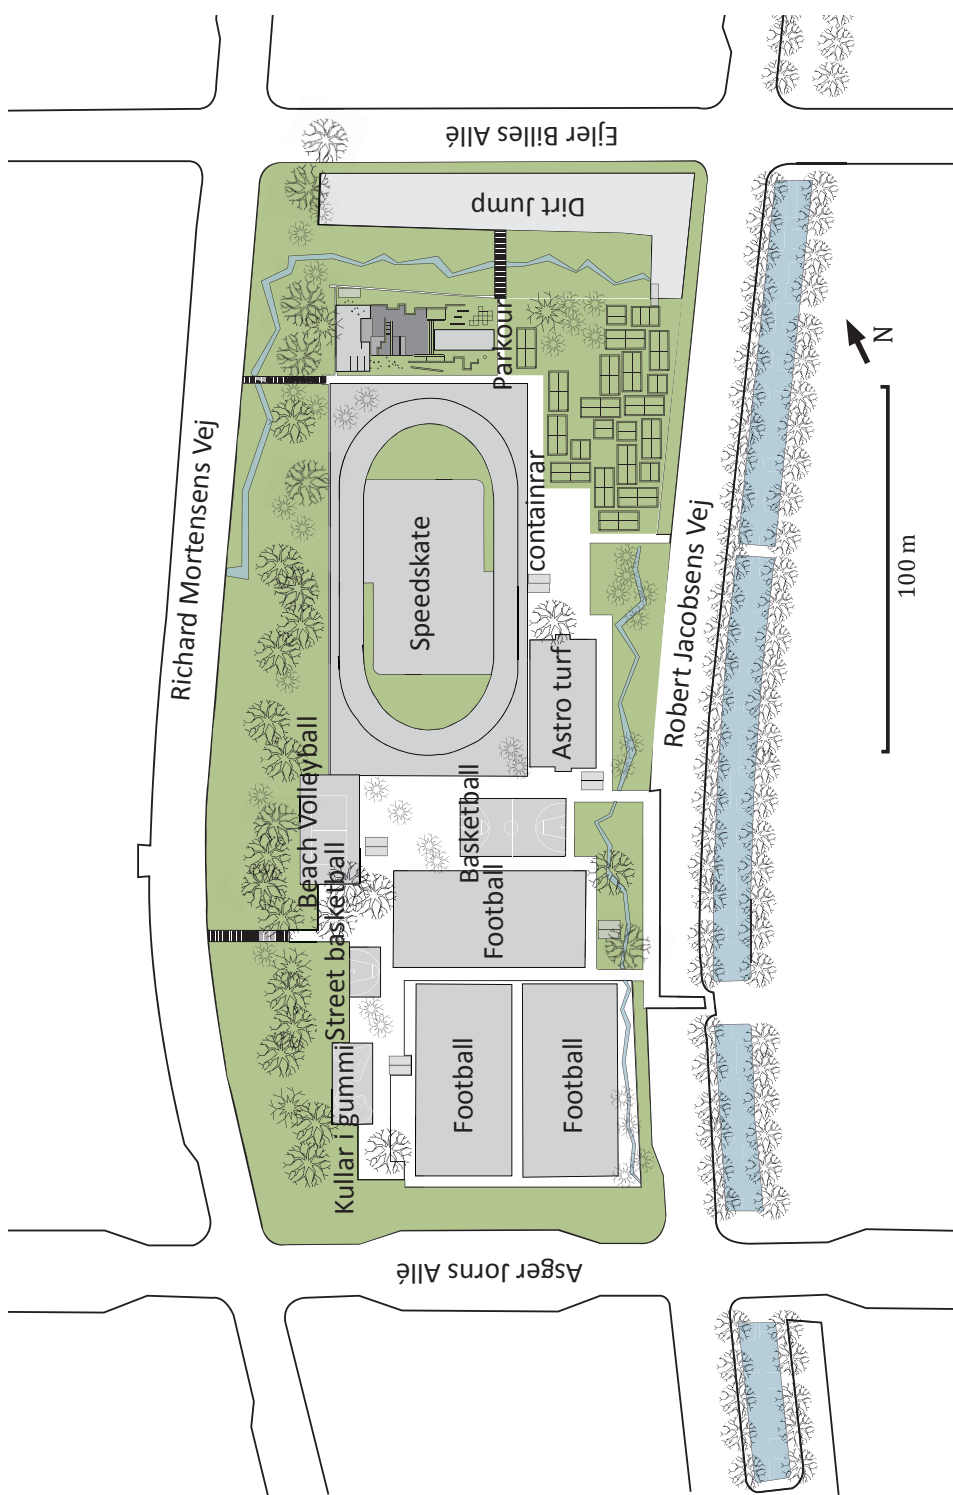 Ejler Billes Allé
Dirt Jump
Parkour
N
Richard Mortensens Vej
containrar
Speedskate
100 m
Robert Jacobsens Vej
Astro turf
Beach Volleyball
Basketball
Street basketball
Football
Kullar i gummi
Football
Football
Asger Jorns Allé